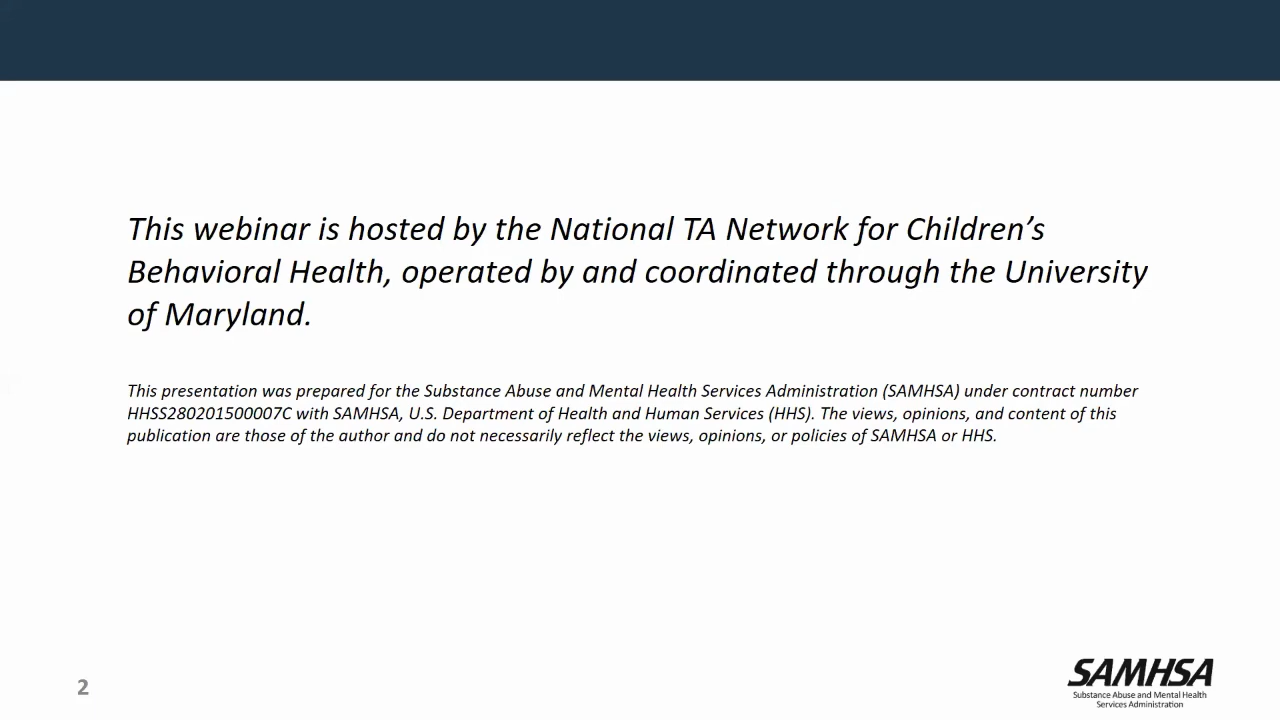 This webinar is hosted by the National TA Network for Children’s
Behavioral Health, operated by and coordinated through the University
of Maryland.
This presentation was prepared for the Substance Abuse and Mental Health Services Administration (SAMHSA) under contract number
HHSS280201500007C with SAMHSA, U.S. Department of Health and Human Services (HHS). The views, opinions, and content of this
publication are those of the author and do not necessarily reflect the views, opinions, or policies of SAMHSA or HHS.
2
SAMHSA
Substance Abuse and Mental Health
Services Administration